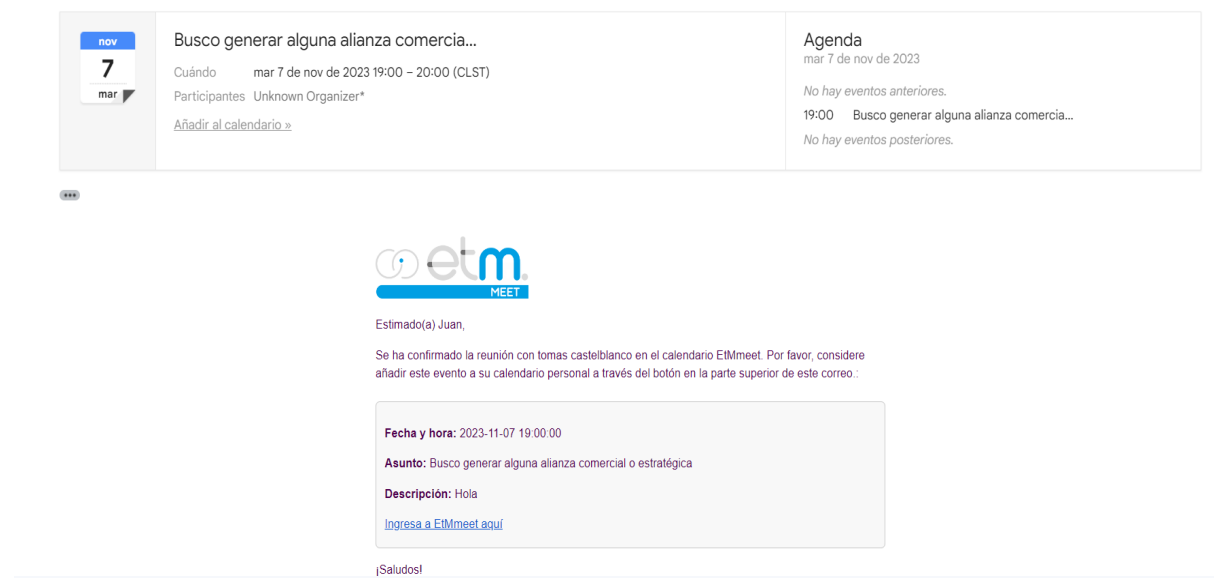 nov
7
mar
Busco generar alguna alianza comercia...
Cuándo mar 7 de nov de 2023 19:00 – 20:00 (CLST)
Participantes Unknown Organizer*
Añadir al calendario »
Agenda
mar 7 de nov de 2023
No hay eventos anteriores.
19:00 Busco generar alguna alianza comercia...
No hay eventos posteriores.
etm.
MEET
Estimado(a) Juan,
Se ha confirmado la reunión con tomas castelblanco en el calendario EtMmeet. Por favor, considere
añadir este evento a su calendario personal a través del botón en la parte superior de este correo.:
Fecha y hora: 2023-11-07 19:00:00
Asunto: Busco generar alguna alianza comercial o estratégica
Descripción: Hola
Ingresa a EtMmeet aquí
¡Saludos!